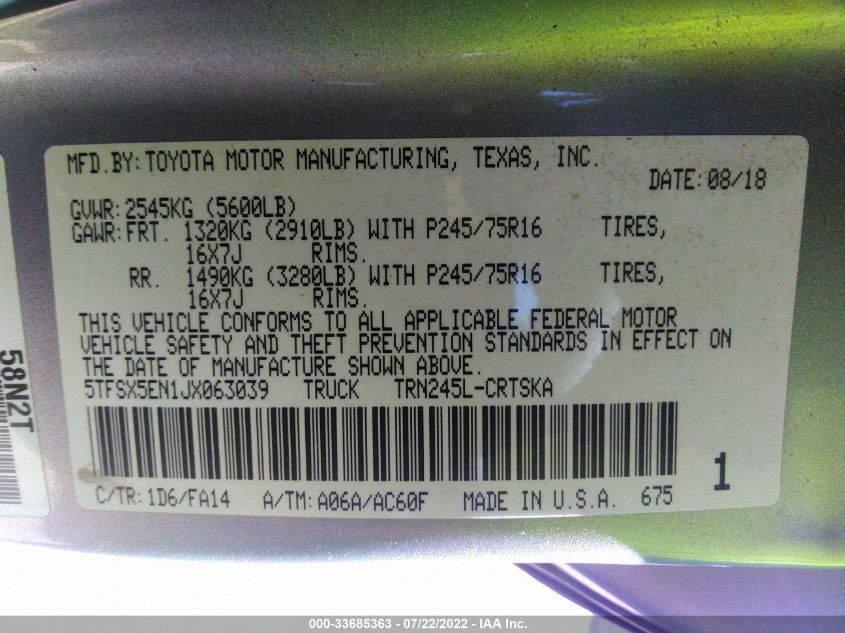 MFD.BY:TOYOTA MOTOR MANUFACTURING, TEXAS, INC.
DATE:08/18
GVWR:2545KG (5600LB)
GAWR:FRT. 1320KG (2910LB) WITH P245/75R16 TIRES,
16X7J RIMS.
RR. 1490KG (3280LB) WITH P245/75R16 TIRES,
16X7J RIMS.
THIS VEHICLE CONFORMS TO ALL APPLICABLE FEDERAL MOTOR
VEHICLE SAFETY AND THEFT PREVENTION STANDARDS IN EFFECT ON
THE DATE OF MANUFACTURE SHOWN ABOVE.
5TFSX5EN1JX063039 TRUCK TRN245L-CRTSKA
C/TR:1D6/FA14 A/TM:A06A/AC60F MADE IN U.S.A. 675
1
58N2T
000-33685363 - 07/22/2022 - IAA Inc.